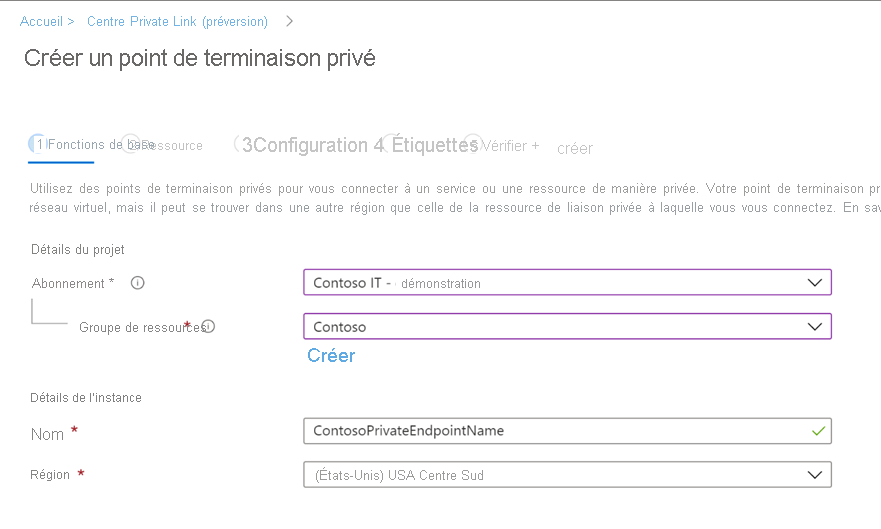 Accueil > Centre Private Link (préversion) >
Créer un point de terminaison privé
1 Fonctions de base Ressource 3Configuration 4 Étiquettes Vérifier + créer
Utilisez des points de terminaison privés pour vous connecter à un service ou une ressource de manière privée. Votre point de terminaison pr
réseau virtuel, mais il peut se trouver dans une autre région que celle de la ressource de liaison privée à laquelle vous vous connectez. En sav
Détails du projet
Abonnement * Contoso IT - démonstration
Groupe de ressources * Contoso
Créer
Détails de l'instance
Nom * ContosoPrivateEndpointName
Région * (États-Unis) USA Centre Sud